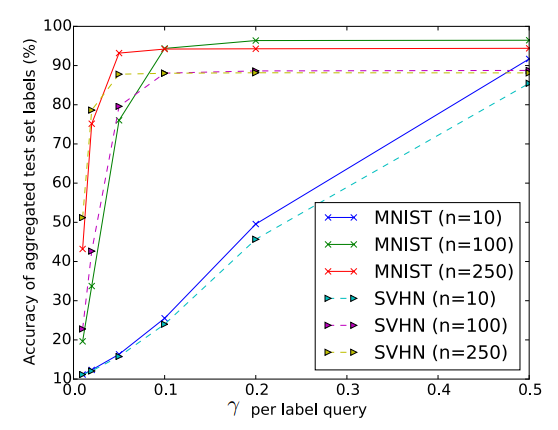 Accuracy of aggregated test set labels (%)
100
90
80
70
60
50
40
30
20
10
0.0 0.1 0.2 0.3 0.4 0.5
γ per label query
MNIST (n=10)
MNIST (n=100)
MNIST (n=250)
SVHN (n=10)
SVHN (n=100)
SVHN (n=250)